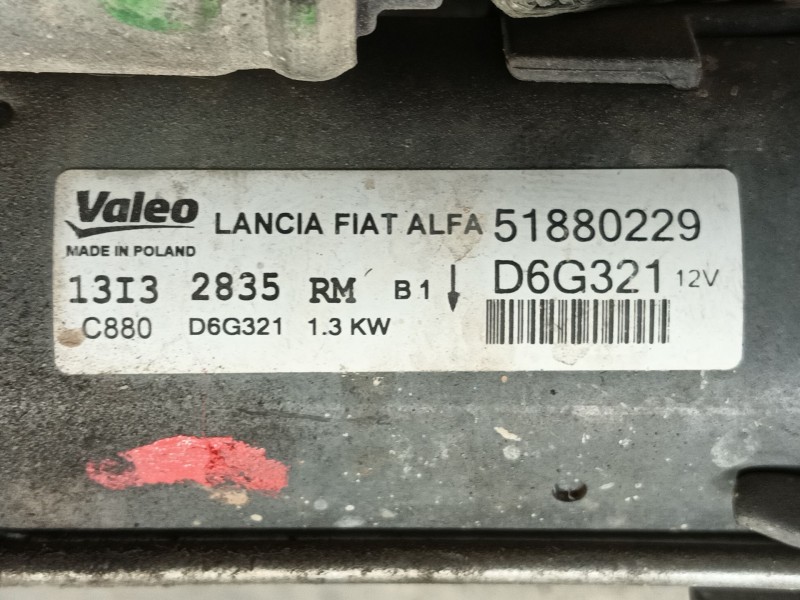 Valeo LANCIA FIAT ALFA 51880229
MADE IN POLAND
D6G321 12V
13I3 2835 RM B1
C880 D6G321 1.3 KW